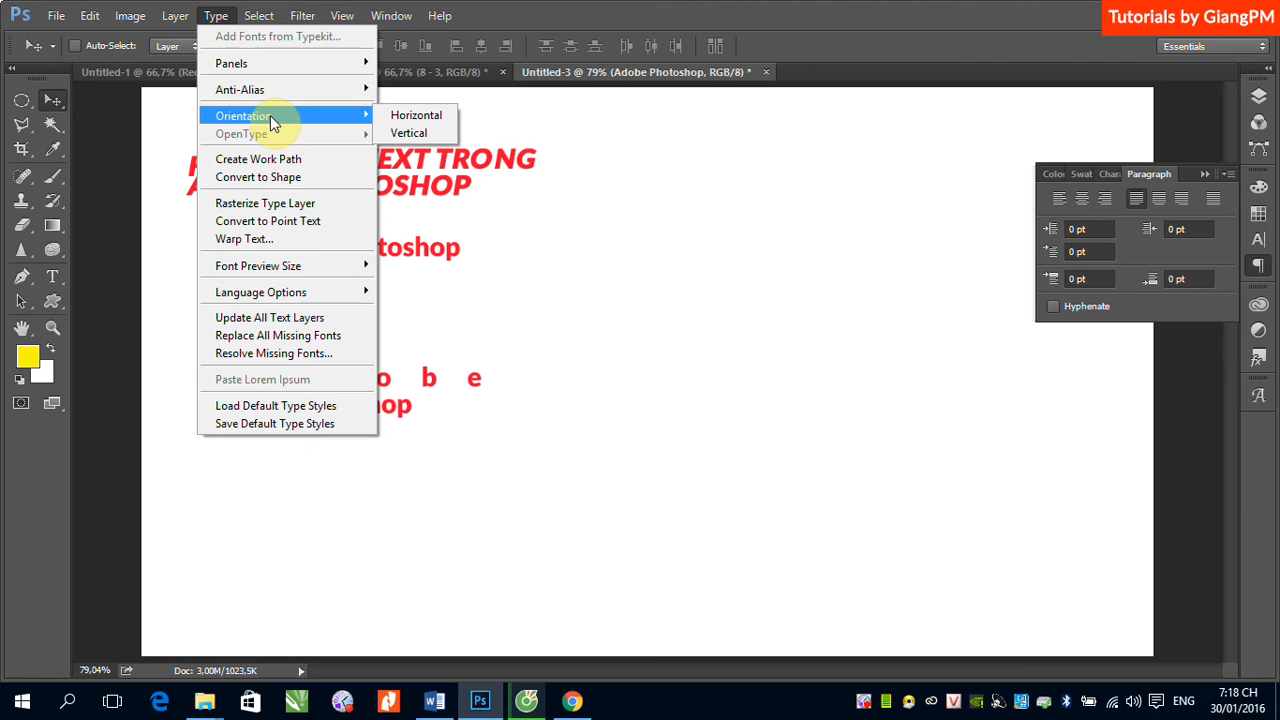 Ps File Edit Image Layer Type Select Filter View Window Help
Tutorials by GiangPM
Auto-Select: Layer
Essentials
Untitled-1 @ 66,7% (Rec
66,7% (8 - 3, RGB/8) *
Untitled-3 @ 79% (Adobe Photoshop, RGB/8) *
Add Fonts from Typekit...
Panels
Anti-Alias
Orientation
OpenType
Create Work Path
Convert to Shape
Rasterize Type Layer
Convert to Point Text
Warp Text...
Font Preview Size
Language Options
Update All Text Layers
Replace All Missing Fonts
Resolve Missing Fonts...
Paste Lorem Ipsum
Load Default Type Styles
Save Default Type Styles
Horizontal
Vertical
EXT TRONG
OSHOP
toshop
o b e
hop
Colo Swat Chara Paragraph
0 pt 0 pt
0 pt
0 pt 0 pt
Hyphenate
79,04% Doc: 3,00M/1023,5K
ENG
7:18 CH
30/01/2016